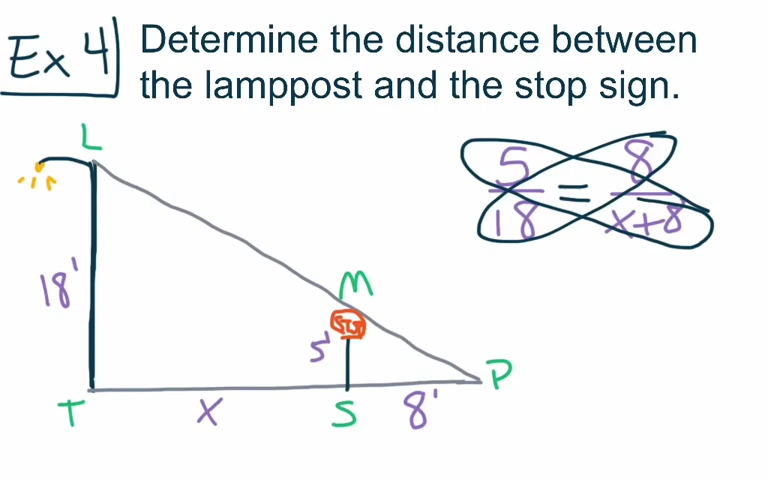 Ex 4
Determine the distance between
the lamppost and the stop sign.
L
5/18 = 8/x+8
18'
M
STOP
5'
T
X
S
8'
P